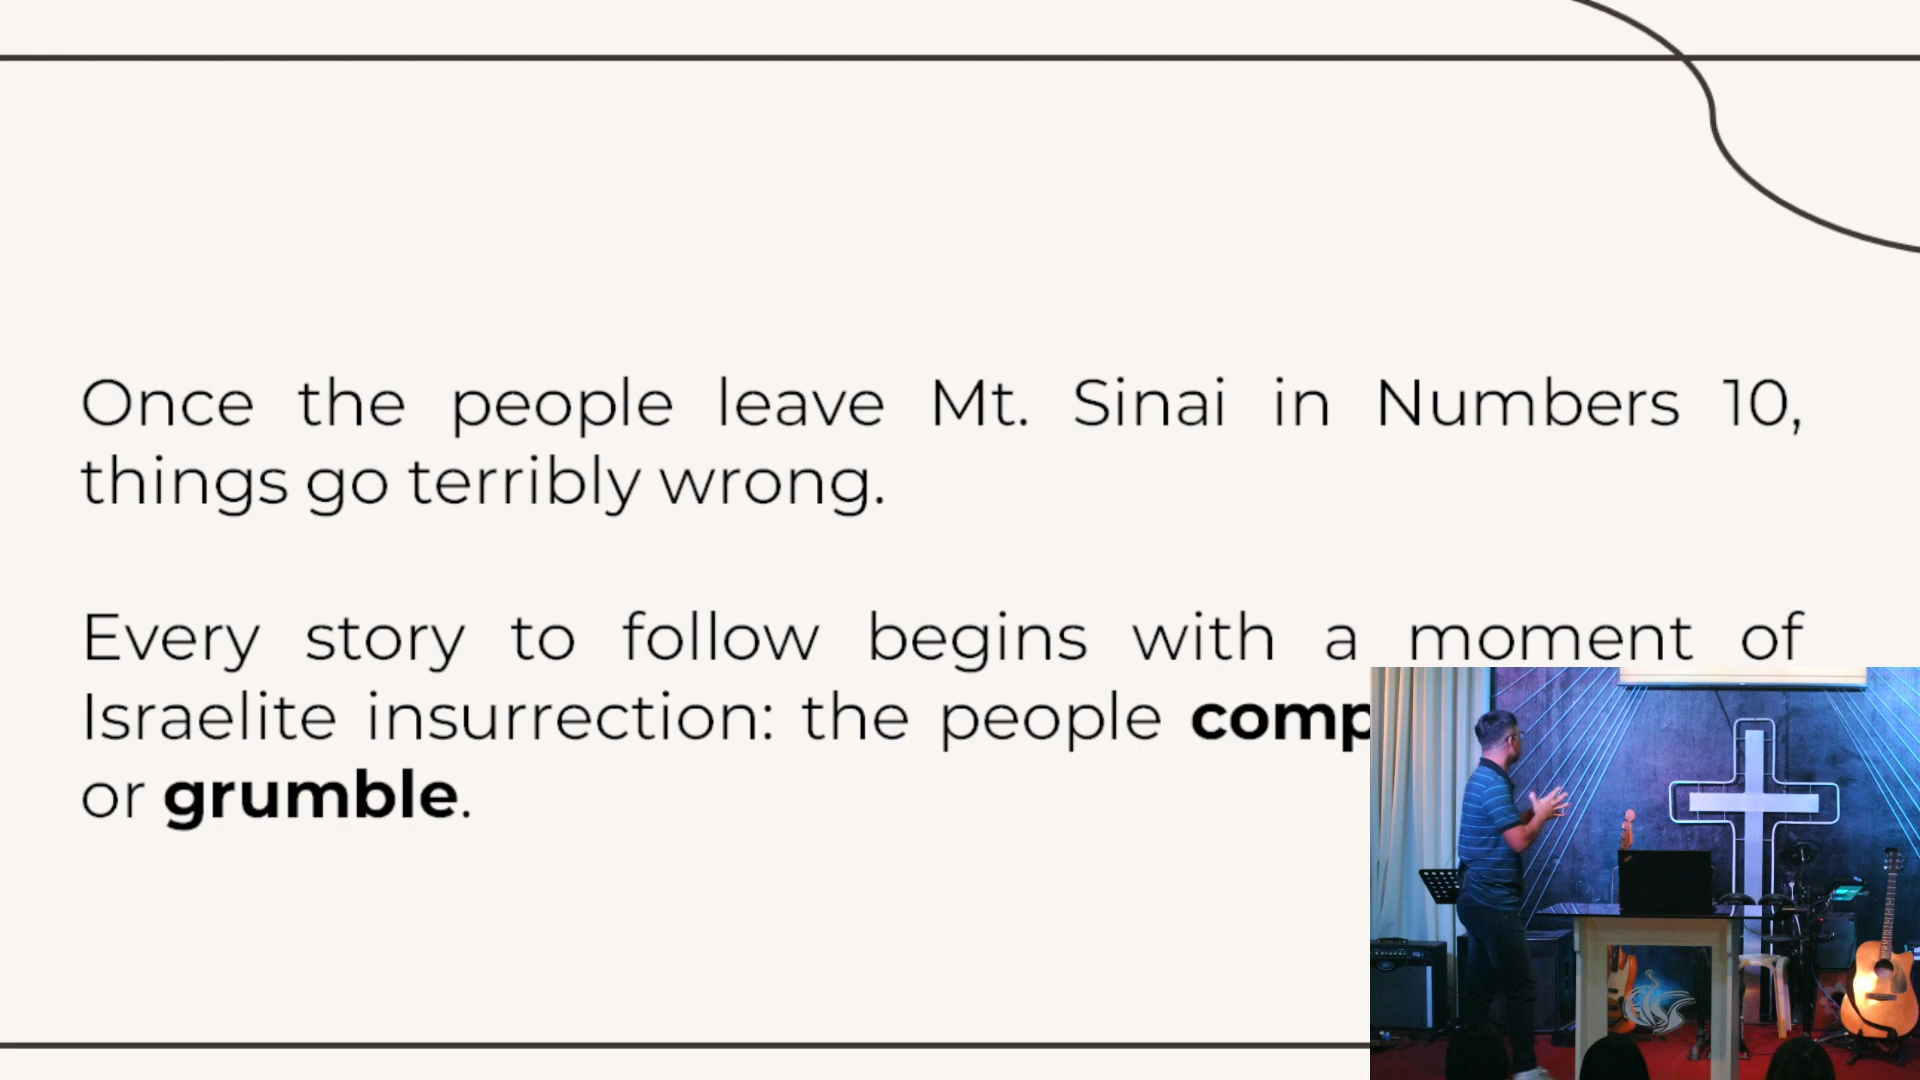 Once the people leave Mt. Sinai in Numbers 10,
things go terribly wrong.
Every story to follow begins with a moment of
Israelite insurrection: the people
or grumble.